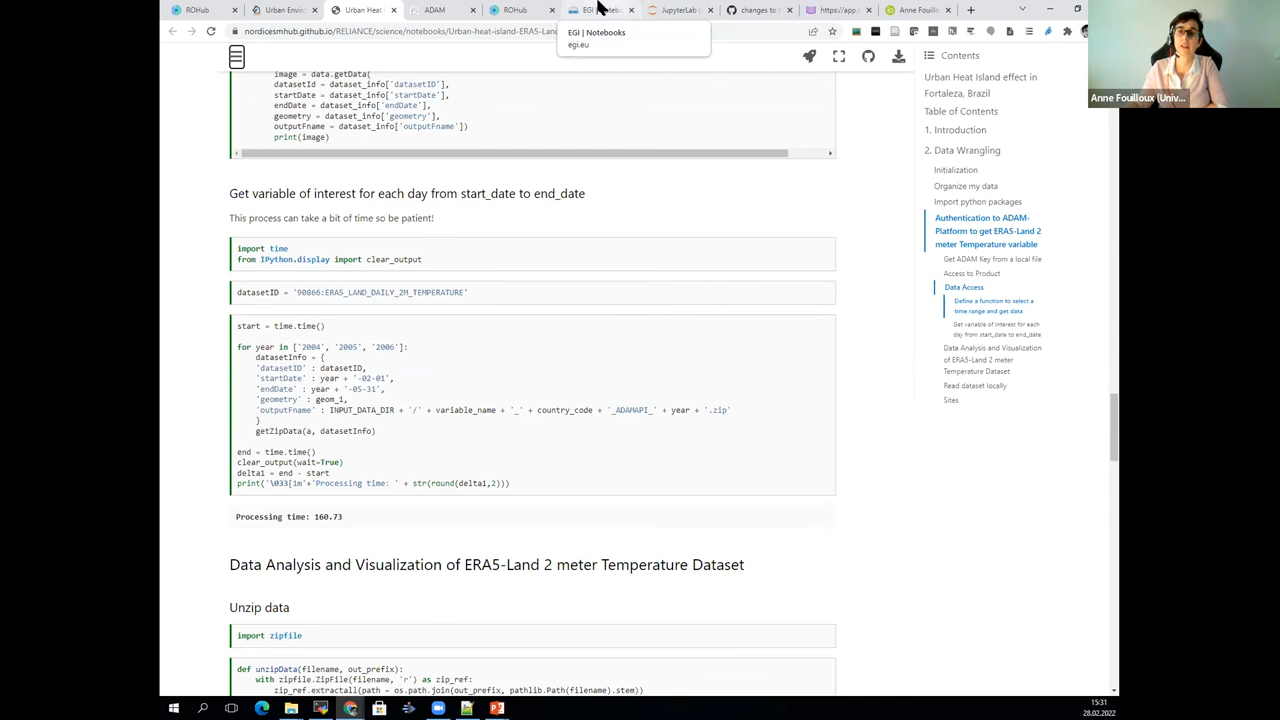 ROHub
Urban Enviro
Urban Heat I
ADAM
ROHub
EGI | Notebo
JupyterLab
changes to t
https://app.
Anne Fouillou
nordicesmhub.github.io/RELIANCE/science/notebooks/Urban-heat-island-ERA5-Land
EGI | Notebooks
egi.eu
Anne Fouilloux (Univ...
image = data.getData(
datasetId = dataset_info['datasetID'],
startDate = dataset_info['startDate'],
endDate = dataset_info['endDate'],
geometry = dataset_info['geometry'],
outputFname = dataset_info['outputFname'])
print(image)
Get variable of interest for each day from start_date to end_date
This process can take a bit of time so be patient!
import time
from IPython.display import clear_output
datasetID = '90866:ERA5_LAND_DAILY_2M_TEMPERATURE'
start = time.time()
for year in ['2004', '2005', '2006']:
datasetInfo = {
'datasetID' : datasetID,
'startDate' : year + '-02-01',
'endDate' : year + '-05-31',
'geometry' : geom_1,
'outputFname' : INPUT_DATA_DIR + '/' + variable_name + '_' + country_code + '_ADAMAPI_' + year + '.zip'
}
getZipData(a, datasetInfo)
end = time.time()
clear_output(wait=True)
delta1 = end - start
print('\033[1m'+'Processing time: ' + str(round(delta1,2)))
Processing time: 160.73
Data Analysis and Visualization of ERA5-Land 2 meter Temperature Dataset
Unzip data
import zipfile
def unzipData(filename, out_prefix):
with zipfile.ZipFile(filename, 'r') as zip_ref:
zip_ref.extractall(path = os.path.join(out_prefix, pathlib.Path(filename).stem))
Contents
Urban Heat Island effect in
Fortaleza, Brazil
Table of Contents
1. Introduction
2. Data Wrangling
Initialization
Organize my data
Import python packages
Authentication to ADAM-
Platform to get ERA5-Land 2
meter Temperature variable
Get ADAM Key from a local file
Access to Product
Data Access
Define a function to select a
time range and get data
Get variable of interest for each
day from start_date to end_date
Data Analysis and Visualization
of ERA5-Land 2 meter
Temperature Dataset
Read dataset locally
Sites
15:31
28.02.2022